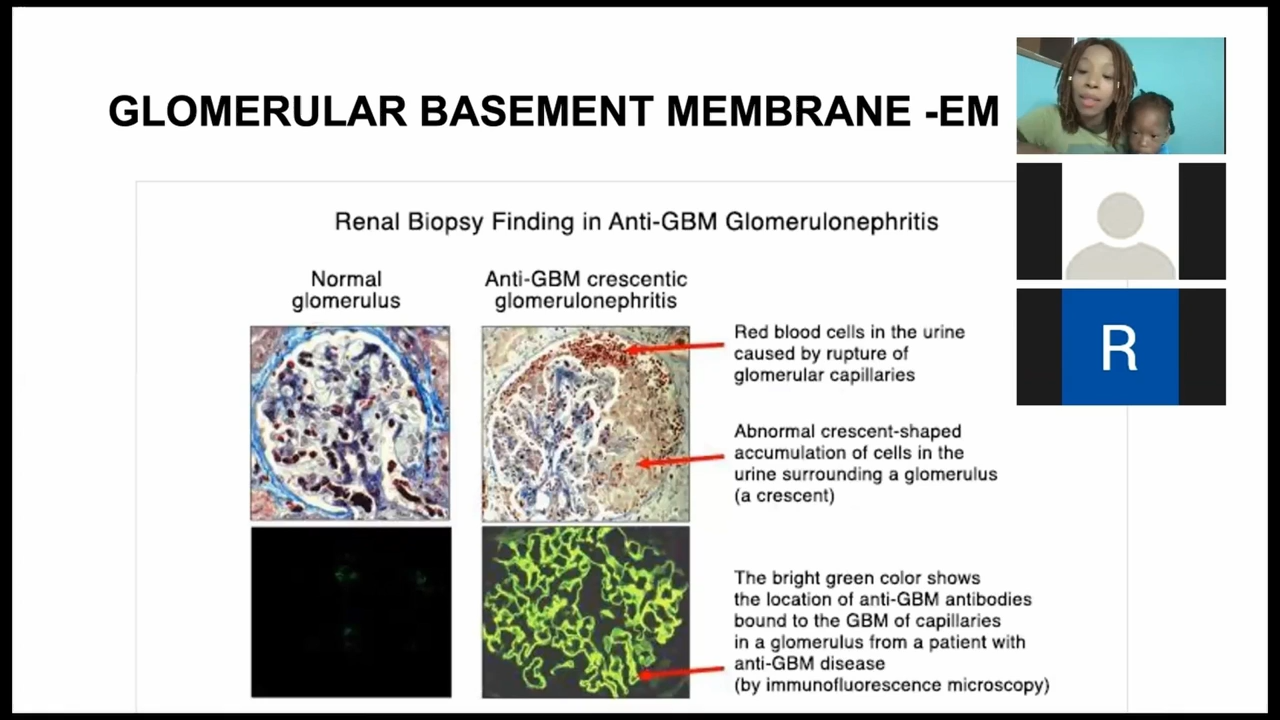 GLOMERULAR BASEMENT MEMBRANE -EM
Renal Biopsy Finding in Anti-GBM Glomerulonephritis
Normal
glomerulus
Anti-GBM crescentic
glomerulonephritis
Red blood cells in the urine
caused by rupture of
glomerular capillaries
Abnormal crescent-shaped
accumulation of cells in the
urine surrounding a glomerulus
(a crescent)
The bright green color shows
the location of anti-GBM antibodies
bound to the GBM of capillaries
in a glomerulus from a patient with
anti-GBM disease
(by immunofluorescence microscopy)
R